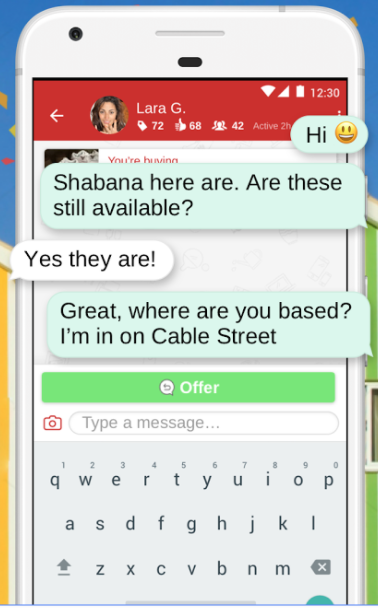 12:30
Lara G.
72 68 42 Active 2h
Hi 😃
You're buying
Shabana here are. Are these
still available?
Yes they are!
Great, where are you based?
I'm in on Cable Street
Offer
Type a message...
1 2 3 4 5 6 7 8 9 0
q w e r t y u i o p
a s d f g h j k l
z x c v b n m